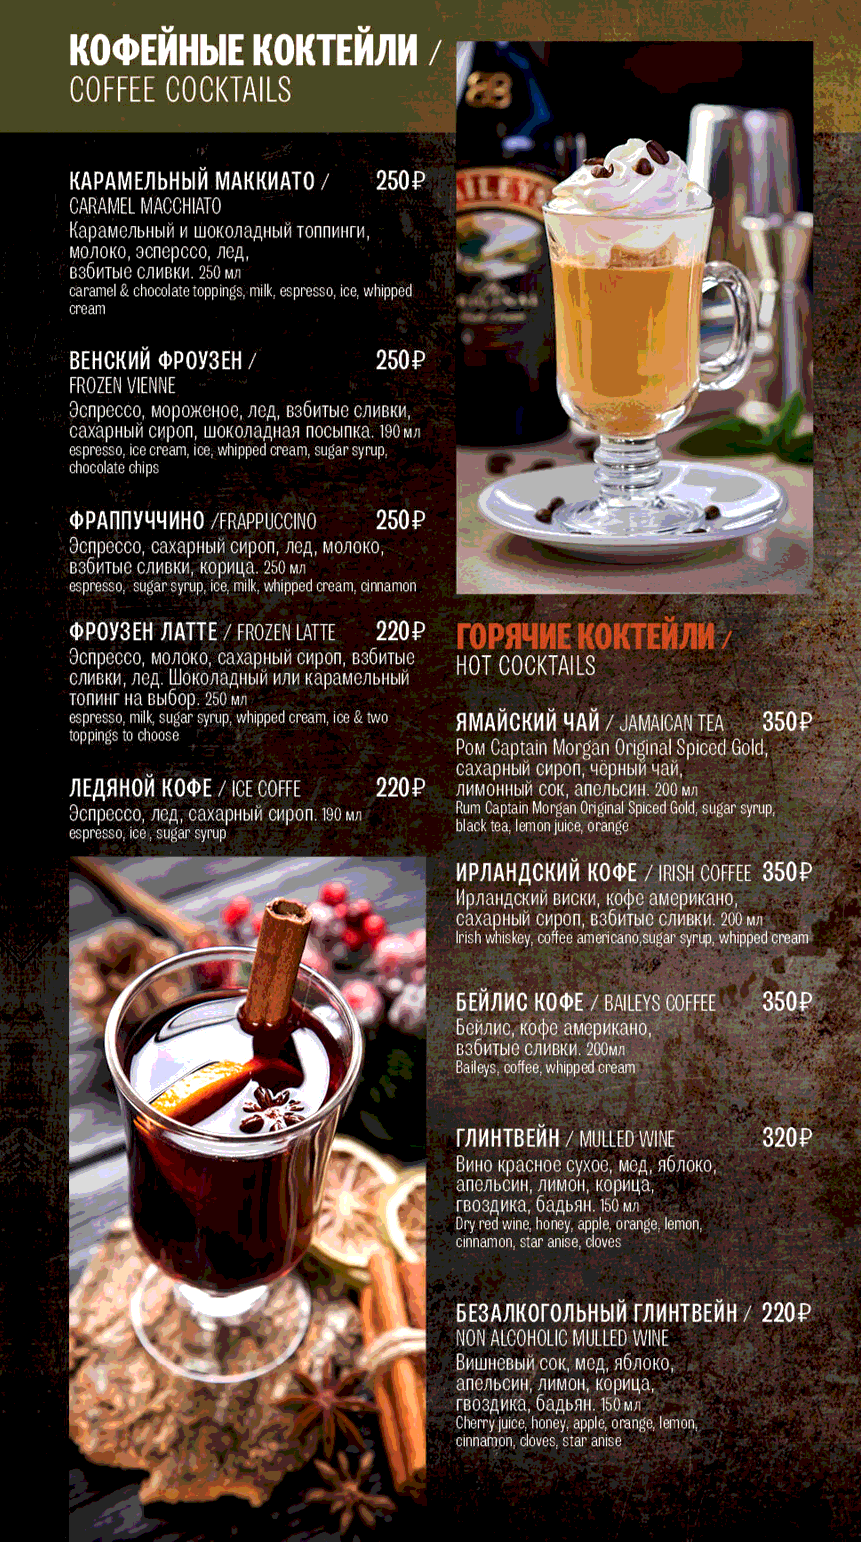 КОФЕЙНЫЕ КОКТЕЙЛИ /
COFFEE COCKTAILS
КАРАМЕЛЬНЫЙ МАККИАТО / 250₽
CARAMEL MACCHIATO
Карамельный и шоколадный топпинги,
молоко, эсперссо, лед,
взбитые сливки. 250 мл
caramel & chocolate toppings, milk, espresso, ice, whipped
cream
ВЕНСКИЙ ФРОУЗЕН / 250₽
FROZEN VIENNE
Эспрессо, мороженое, лед, взбитые сливки,
сахарный сироп, шоколадная посыпка. 190 мл
espresso, ice cream, ice, whipped cream, sugar syrup,
chocolate chips
ФРАППУЧЧИНО /FRAPPUCCINO 250₽
Эспрессо, сахарный сироп, лед, молоко,
взбитые сливки, корица. 250 мл
espresso, sugar syrup, ice, milk, whipped cream, cinnamon
ФРОУЗЕН ЛАТТЕ / FROZEN LATTE 220₽
Эспрессо, молоко, сахарный сироп, взбитые
сливки, лед. Шоколадный или карамельный
топинг на выбор. 250 мл
espresso, milk, sugar syrup, whipped cream, ice & two
toppings to choose
ЛЕДЯНОЙ КОФЕ / ICE COFFE 220₽
Эспрессо, лед, сахарный сироп. 190 мл
espresso, ice , sugar syrup
AILEYS
ГОРЯЧИЕ КОКТЕЙЛИ /
HOT COCKTAILS
ЯМАЙСКИЙ ЧАЙ / JAMAICAN TEA 350₽
Ром Captain Morgan Original Spiced Gold,
сахарный сироп, чёрный чай,
лимонный сок, апельсин. 200 мл
Rum Captain Morgan Original Spiced Gold, sugar syrup,
black tea, lemon juice, orange
ИРЛАНДСКИЙ КОФЕ / IRISH COFFEE 350₽
Ирландский виски, кофе американо,
сахарный сироп, взбитые сливки. 200 мл
Irish whiskey, coffee americano,sugar syrup, whipped cream
БЕЙЛИС КОФЕ / BAILEYS COFFEE 350₽
Бейлис, кофе американо,
взбитые сливки. 200мл
Baileys, coffee, whipped cream
ГЛИНТВЕЙН / MULLED WINE 320₽
Вино красное сухое, мед, яблоко,
апельсин, лимон, корица,
гвоздика, бадьян. 150 мл
Dry red wine, honey, apple, orange, lemon,
cinnamon, star anise, cloves
БЕЗАЛКОГОЛЬНЫЙ ГЛИНТВЕЙН / 220₽
NON ALCOHOLIC MULLED WINE
Вишневый сок, мед, яблоко,
апельсин, лимон, корица,
гвоздика, бадьян. 150 мл
Cherry juice, honey, apple, orange, lemon,
cinnamon, cloves, star anise